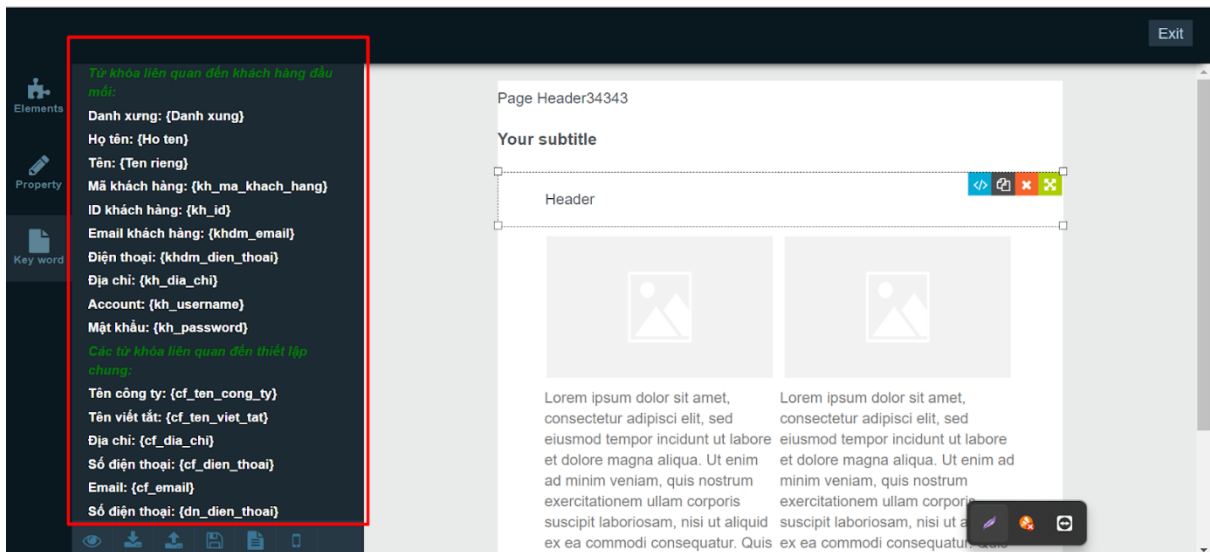 Exit
Elements
Property
Key word
Từ khóa liên quan đến khách hàng đầu
mối:
Danh xưng: {Danh xung}
Họ tên: {Ho ten}
Tên: {Ten rieng}
Mã khách hàng: {kh_ma_khach_hang}
ID khách hàng: {kh_id}
Email khách hàng: {khdm_email}
Điện thoại: {khdm_dien_thoai}
Địa chỉ: {kh_dia_chi}
Account: {kh_username}
Mật khẩu: {kh_password}
Các từ khóa liên quan đến thiết lập
chung:
Tên công ty: {cf_ten_cong_ty}
Tên viết tắt: {cf_ten_viet_tat}
Địa chỉ: {cf_dia_chi}
Số điện thoại: {cf_dien_thoai}
Email: {cf_email}
Số điện thoại: {dn_dien_thoai}
Page Header34343
Your subtitle
Header
Lorem ipsum dolor sit amet,
consectetur adipisci elit, sed
eiusmod tempor incidunt ut labore
et dolore magna aliqua. Ut enim
ad minim veniam, quis nostrum
exercitationem ullam corporis
suscipit laboriosam, nisi ut aliquid
ex ea commodi consequatur. Quis
Lorem ipsum dolor sit amet,
consectetur adipisci elit, sed
eiusmod tempor incidunt ut labore
et dolore magna aliqua. Ut enim ad
minim veniam, quis nostrum
exercitationem ullam corporis
suscipit laboriosam, nisi ut
ex ea commodi consequatur.